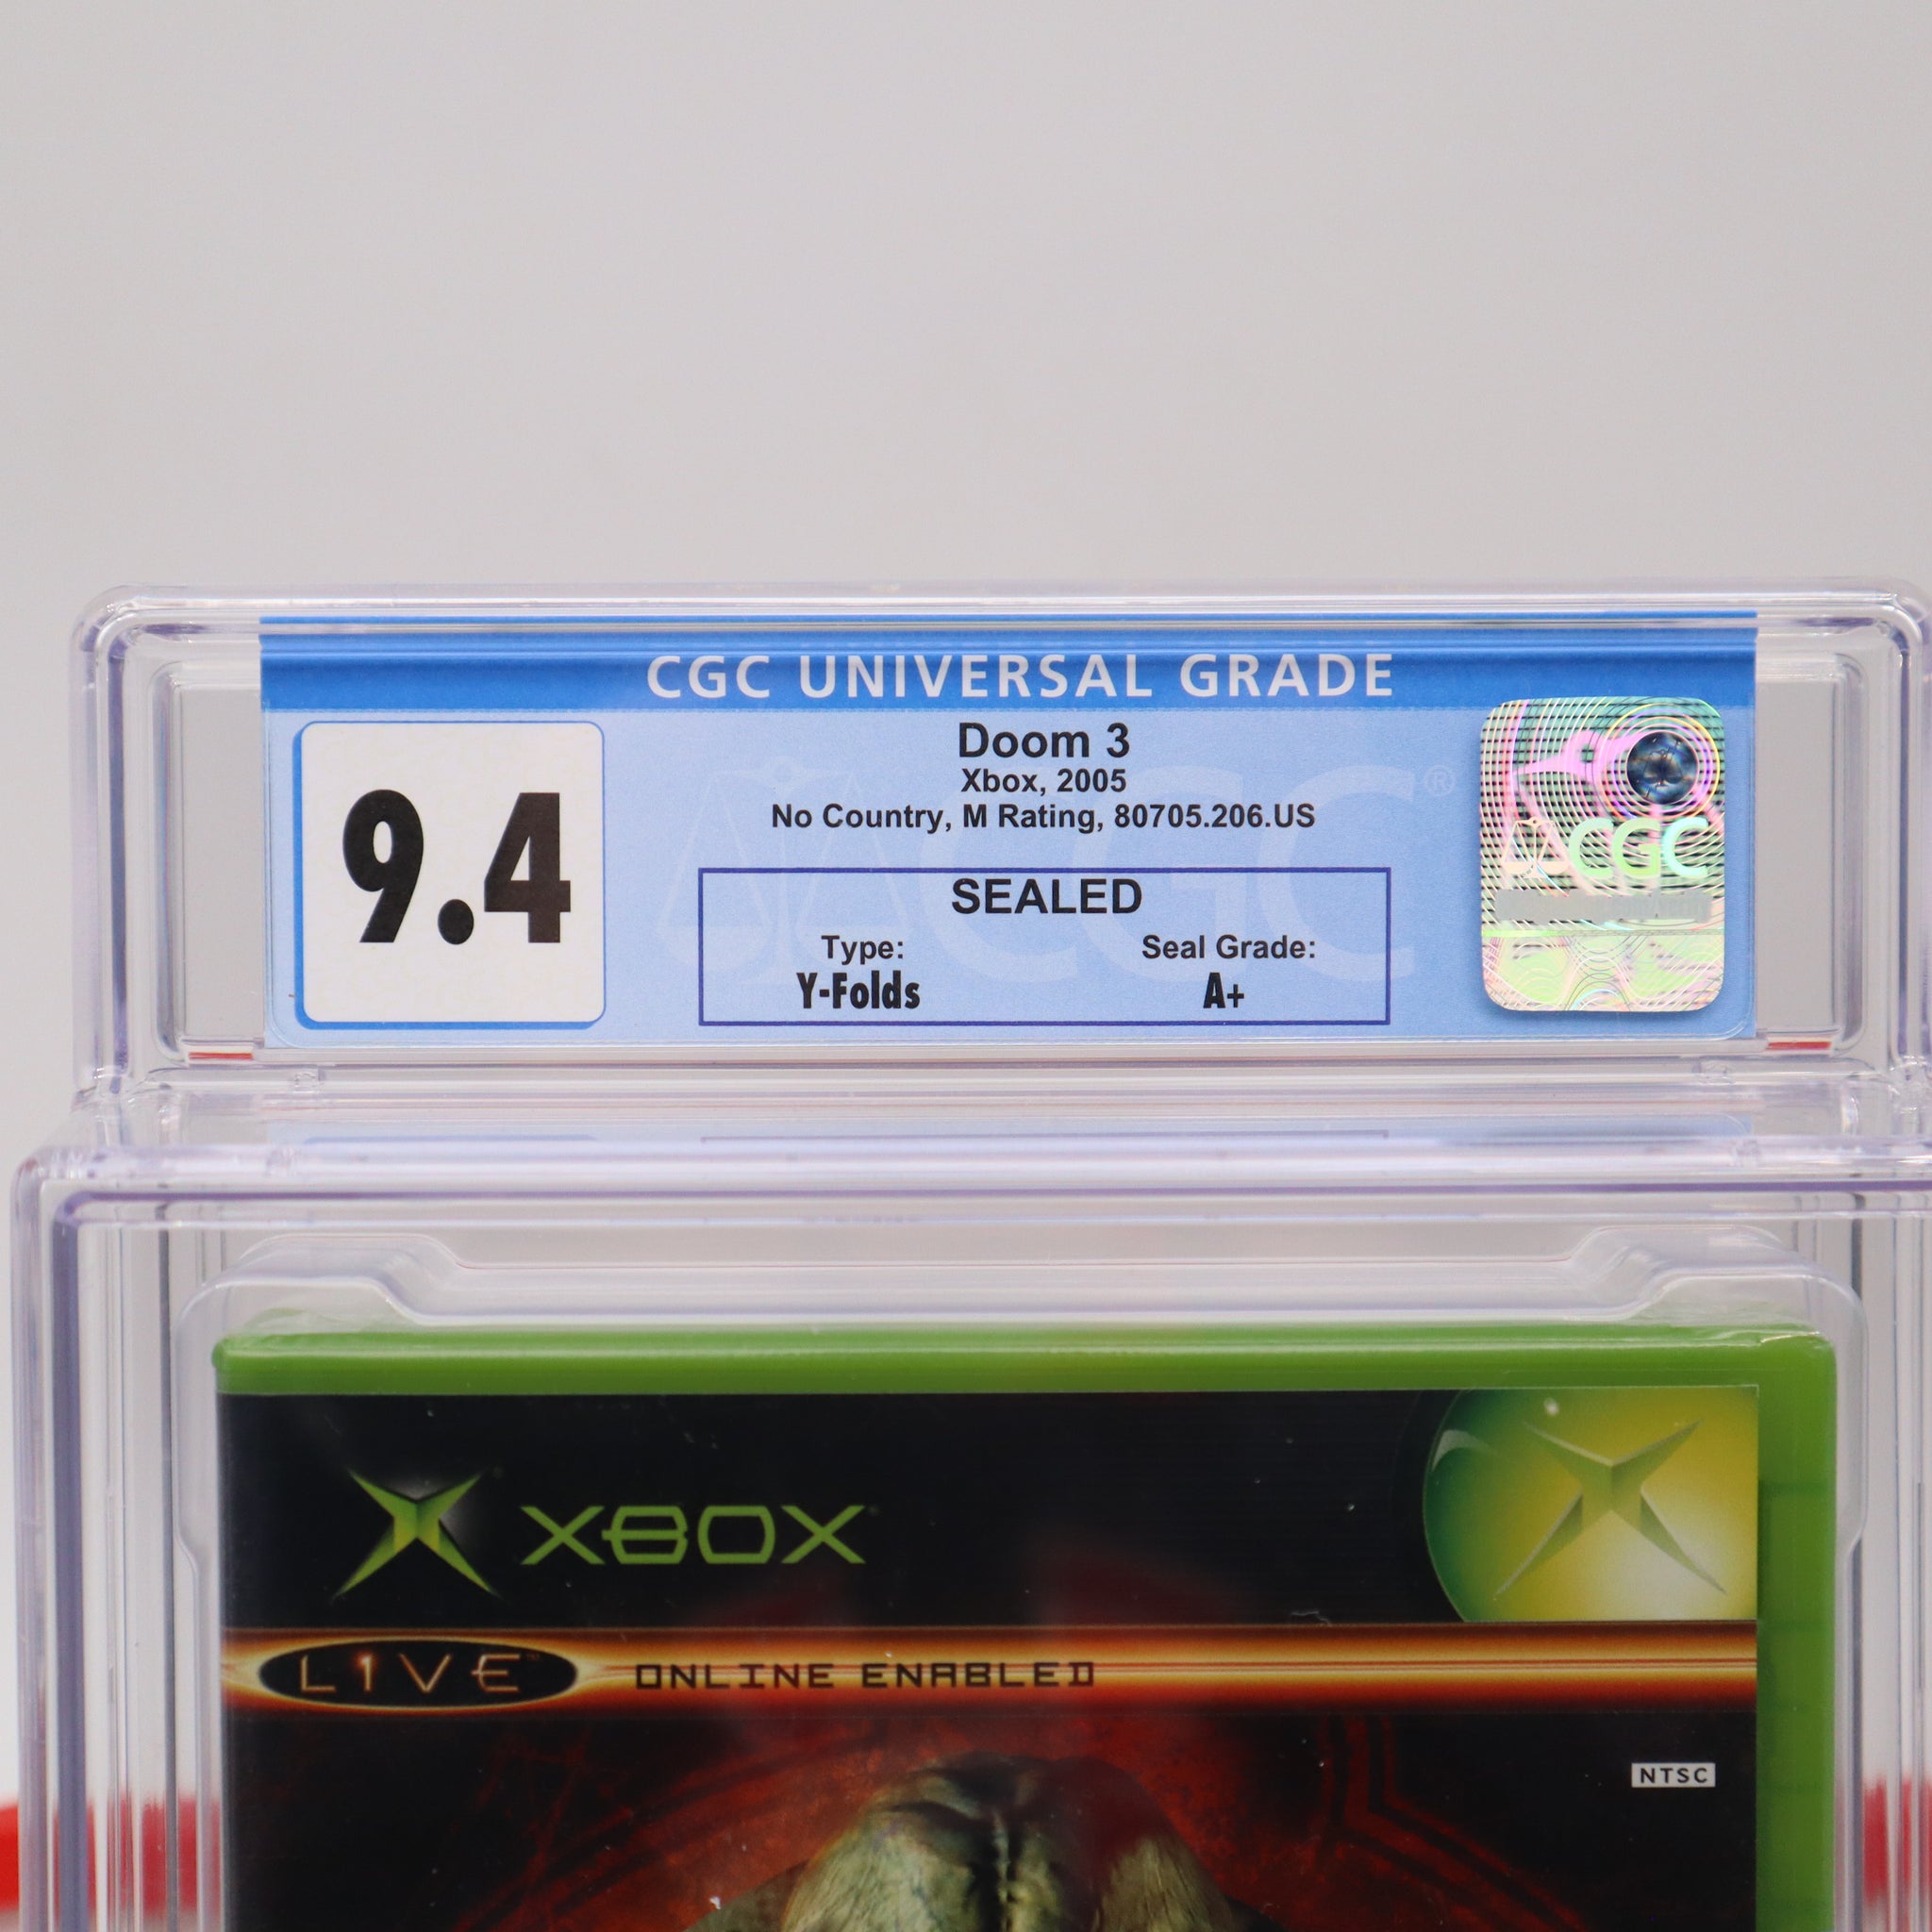 CGC UNIVERSAL GRADE
9.4
Doom 3
Xbox, 2005
No Country, M Rating, 80705.206.US
SEALED
Type: Seal Grade:
Y-Folds A+
CGC
CGC
XBOX
LIVE ONLINE ENABLED
NTSC